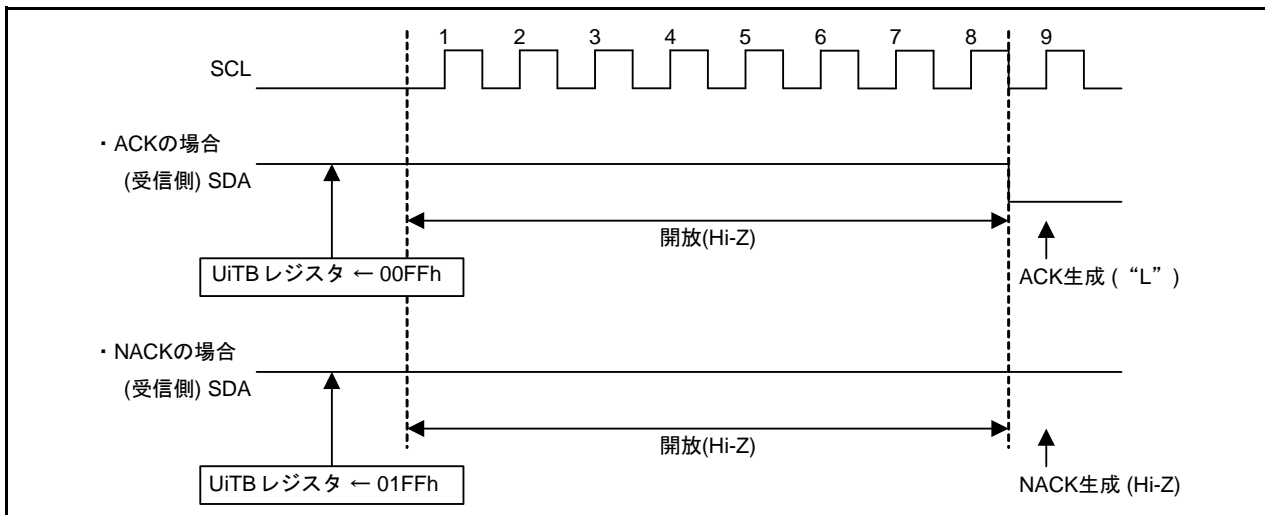 1 2 3 4 5 6 7 8 9
SCL
・ACKの場合
(受信側) SDA
開放(Hi-Z)
UiTB レジスタ ← 00FFh
ACK生成 (“L”)
・NACKの場合
(受信側) SDA
開放(Hi-Z)
UiTB レジスタ ← 01FFh
NACK生成 (Hi-Z)